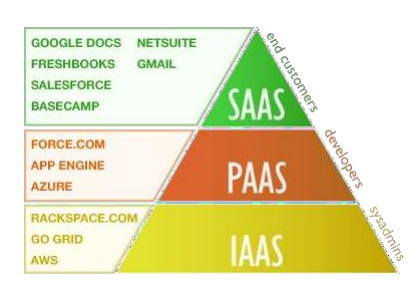 GOOGLE DOCS NETSUITE
FRESHBOOKS GMAIL
SALESFORCE
BASECAMP
SAAS
end customers
FORCE.COM
APP ENGINE
AZURE
PAAS
developers
RACKSPACE.COM
GO GRID
AWS
IAAS
sysadmins